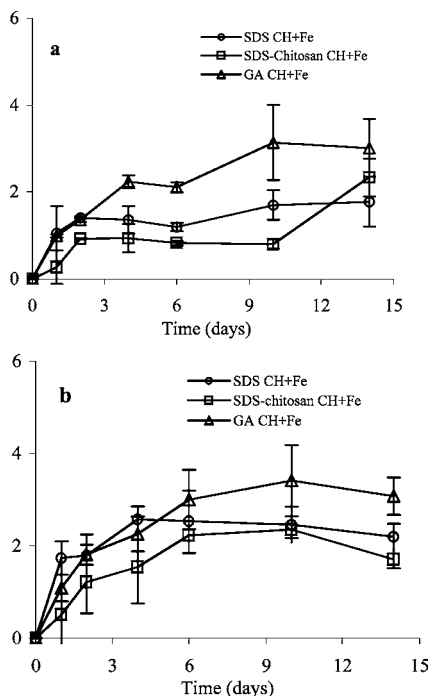 6
a
SDS CH+Fe
SDS-Chitosan CH+Fe
GA CH+Fe
4
2
0
0 3 6 9 12 15
Time (days)
6
b
SDS CH+Fe
SDS-chitosan CH+Fe
GA CH+Fe
4
2
0
0 3 6 9 12 15
Time (days)